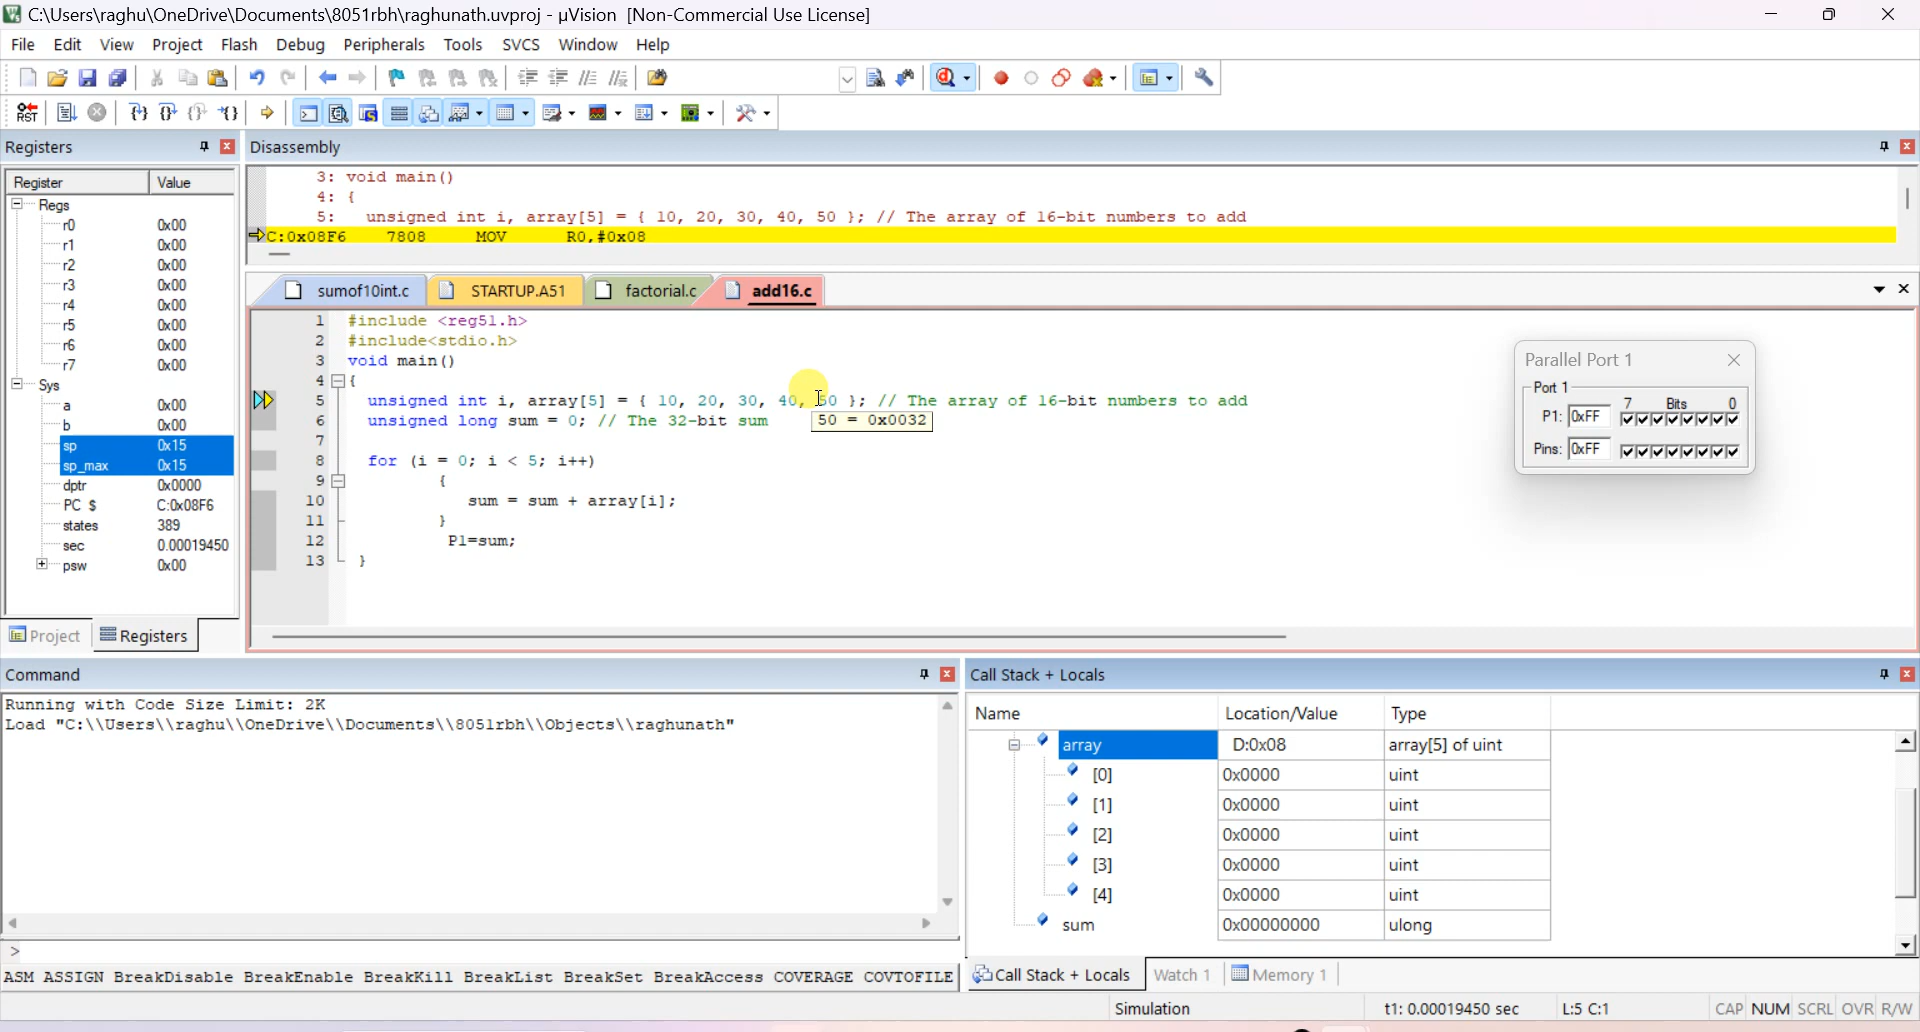 C:\Users\raghu\OneDrive\Documents\8051rbh\raghunath.uvproj - µVision [Non-Commercial Use License]
File Edit View Project Flash Debug Peripherals Tools SVCS Window Help
RST
Registers
Disassembly
Register Value
Regs
r0 0x00
r1 0x00
r2 0x00
r3 0x00
r4 0x00
r5 0x00
r6 0x00
r7 0x00
Sys
a 0x00
b 0x00
sp 0x15
sp_max 0x15
dptr 0x0000
PC $ C:0x08F6
states 389
sec 0.00019450
psw 0x00
Project Registers
3: void main()
4: {
5: unsigned int i, array[5] = { 10, 20, 30, 40, 50 }; // The array of 16-bit numbers to add
C:0x08F6 7808 MOV R0,#0x08
sumof10int.c STARTUP.A51 factorial.c add16.c
1 #include <reg51.h>
2 #include<stdio.h>
3 void main()
4 {
5 unsigned int i, array[5] = { 10, 20, 30, 40, 50 }; // The array of 16-bit numbers to add
6 unsigned long sum = 0; // The 32-bit sum
50 = 0x0032
7
8 for (i = 0; i < 5; i++)
9 {
10 sum = sum + array[i];
11 }
12 P1=sum;
13 }
Parallel Port 1
Port 1
7 Bits 0
P1: 0xFF
Pins: 0xFF
Command
Running with Code Size Limit: 2K
Load "C:\\Users\\raghu\\OneDrive\\Documents\\8051rbh\\Objects\\raghunath"
>
ASM ASSIGN BreakDisable BreakEnable BreakKill BreakList BreakSet BreakAccess COVERAGE COVTOFILE
Call Stack + Locals
Name Location/Value Type
array D:0x08 array[5] of uint
[0] 0x0000 uint
[1] 0x0000 uint
[2] 0x0000 uint
[3] 0x0000 uint
[4] 0x0000 uint
sum 0x00000000 ulong
Call Stack + Locals Watch 1 Memory 1
Simulation t1: 0.00019450 sec L:5 C:1 CAP NUM SCRL OVR R/W